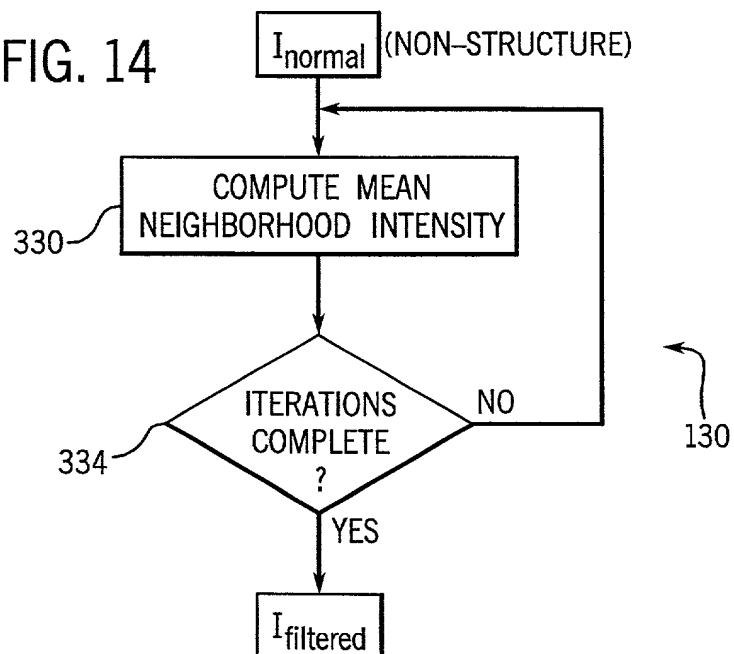 FIG. 14
Inormal (NON–STRUCTURE)
COMPUTE MEAN
NEIGHBORHOOD INTENSITY
330
ITERATIONS
COMPLETE
?
NO
334
130
YES
Ifiltered